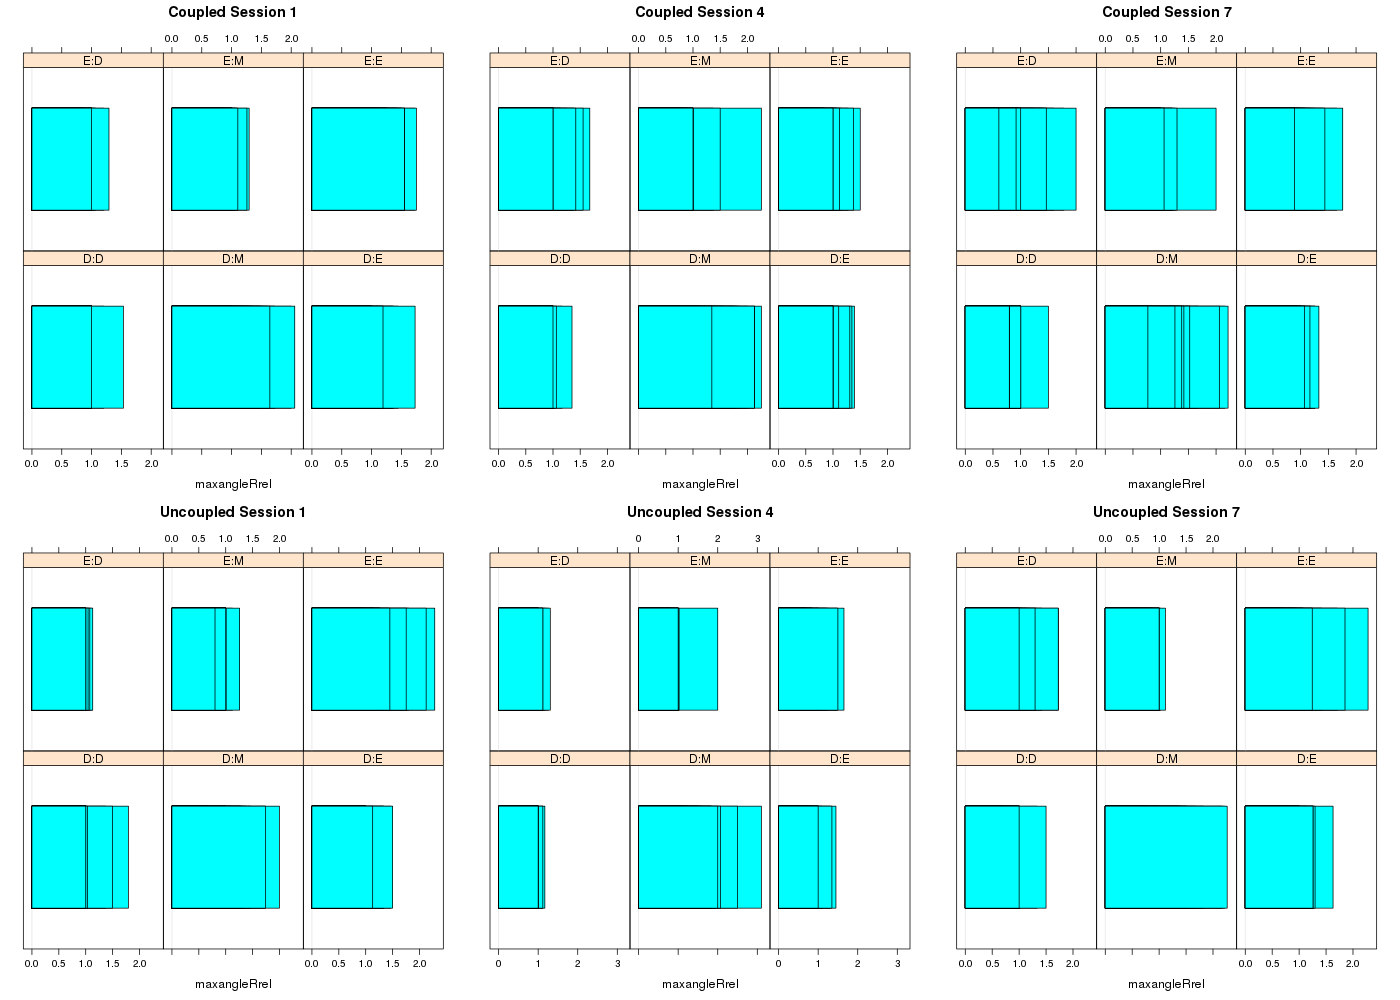 Coupled Session 1
0.0 0.5 1.0 1.5 2.0
E:D E:M E:E
D:D D:M D:E
0.0 0.5 1.0 1.5 2.0 0.0 0.5 1.0 1.5 2.0
maxangleRrel
Coupled Session 4
0.0 0.5 1.0 1.5 2.0
E:D E:M E:E
D:D D:M D:E
0.0 0.5 1.0 1.5 2.0 0.0 0.5 1.0 1.5 2.0
maxangleRrel
Coupled Session 7
0.0 0.5 1.0 1.5 2.0
E:D E:M E:E
D:D D:M D:E
0.0 0.5 1.0 1.5 2.0 0.0 0.5 1.0 1.5 2.0
maxangleRrel
Uncoupled Session 1
0.0 0.5 1.0 1.5 2.0
E:D E:M E:E
D:D D:M D:E
0.0 0.5 1.0 1.5 2.0 0.0 0.5 1.0 1.5 2.0
maxangleRrel
Uncoupled Session 4
0 1 2 3
E:D E:M E:E
D:D D:M D:E
0 1 2 3 0 1 2 3
maxangleRrel
Uncoupled Session 7
0.0 0.5 1.0 1.5 2.0
E:D E:M E:E
D:D D:M D:E
0.0 0.5 1.0 1.5 2.0 0.0 0.5 1.0 1.5 2.0
maxangleRrel